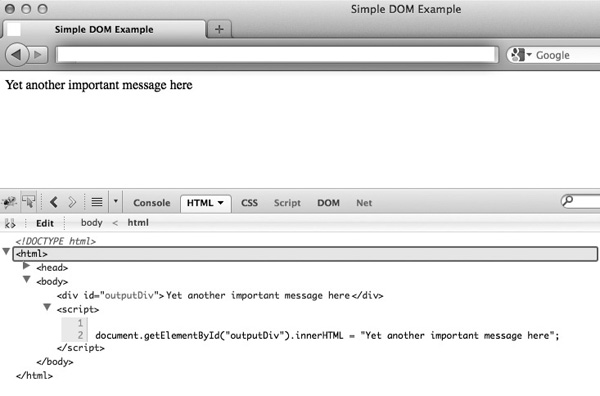 Simple DOM Example
Simple DOM Example
Google
Yet another important message here
Console HTML CSS Script DOM Net
Edit body < html
<!DOCTYPE html>
<html>
<head>
<body>
<div id="outputDiv">Yet another important message here</div>
<script>
1
2 document.getElementById("outputDiv").innerHTML = "Yet another important message here";
</script>
</body>
</html>